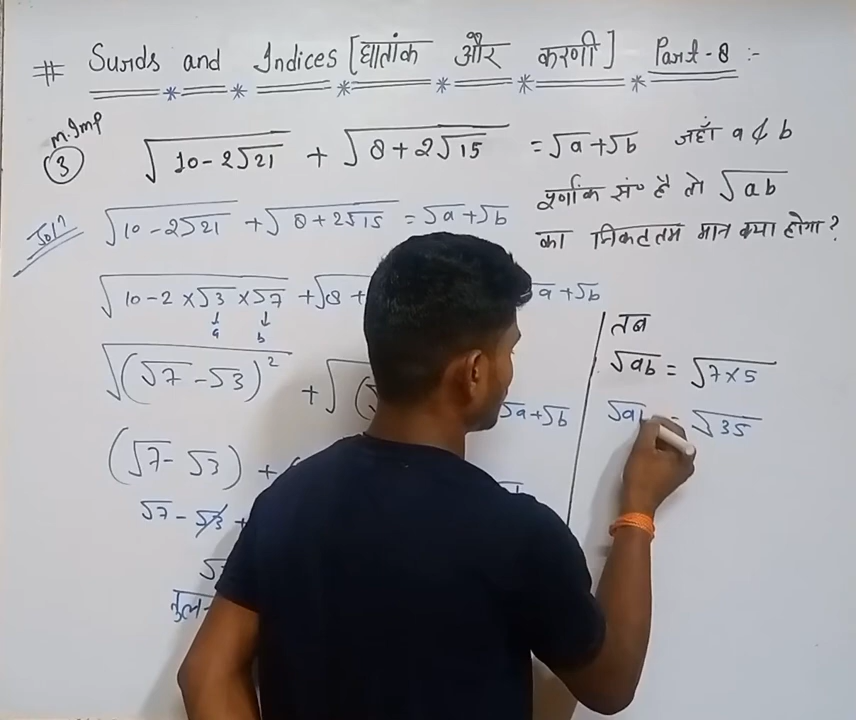 # Surds and Indices [घातांक और करणी] Part-8 :-
m.Imp
③ √(10-2√21) + √(8+2√15) = √a+√b जहाँ a & b
पूर्णांक सं० है तो √ab
का निकटतम मान क्या होगा?
Solⁿ √(10-2√21) + √(8+2√15) = √a+√b
√(10-2×√3×√7) + √8+ a+√b
↓ ↓
a b
√(√7-√3)² + √( √a+√b
(√7-√3) +
√7-√3 +
तब
√ab = √7×5
√ab = √35